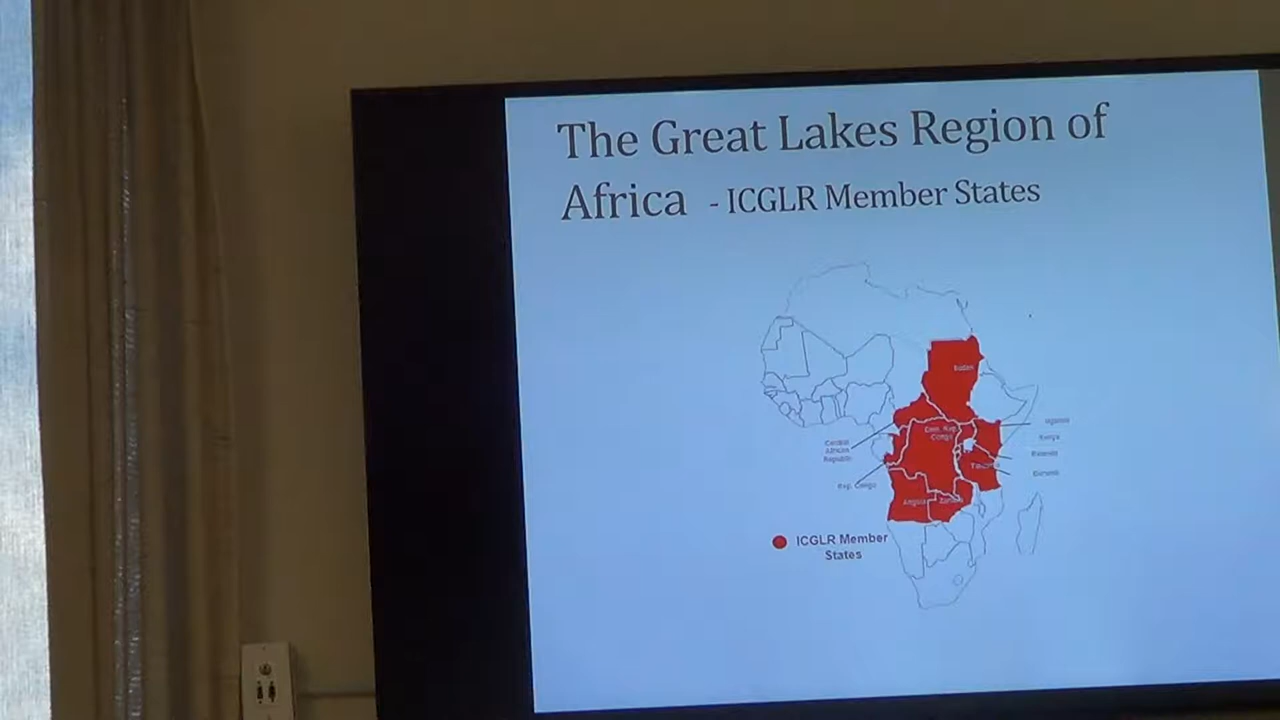 The Great Lakes Region of
Africa - ICGLR Member States
Sudan
Dem. Rep.
Congo
Uganda
Kenya
Rwanda
Burundi
Central
African
Republic
Rep. Congo
Angola
Zambia
ICGLR Member
States